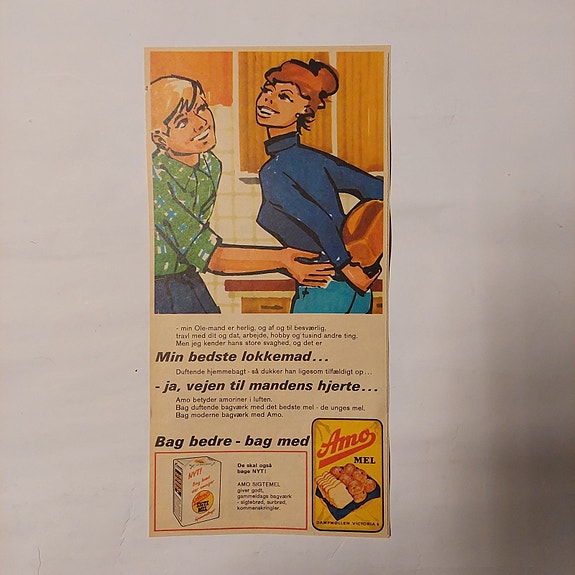 - min Ole-mand er herlig, og af og til besværlig,
travl med dit og dat, arbejde, hobby og tusind andre ting.
Men jeg kender hans store svaghed, og det er
Min bedste lokkemad...
Duftende hjemmebagt - så dukker han ligesom tilfældigt op...
- ja, vejen til mandens hjerte...
Amo betyder amoriner i luften.
Bag duftende bagværk med det bedste mel - de unges mel.
Bag moderne bagværk med Amo.
Bag bedre - bag med
Amo
MEL
DAMPMØLLEN VICTORIA
NYT!
De skal også
bage NYT!
AMO SIGTEMEL
giver godt,
gammeldags bagværk
- sigtebrød, surbrød,
kommenskringler.